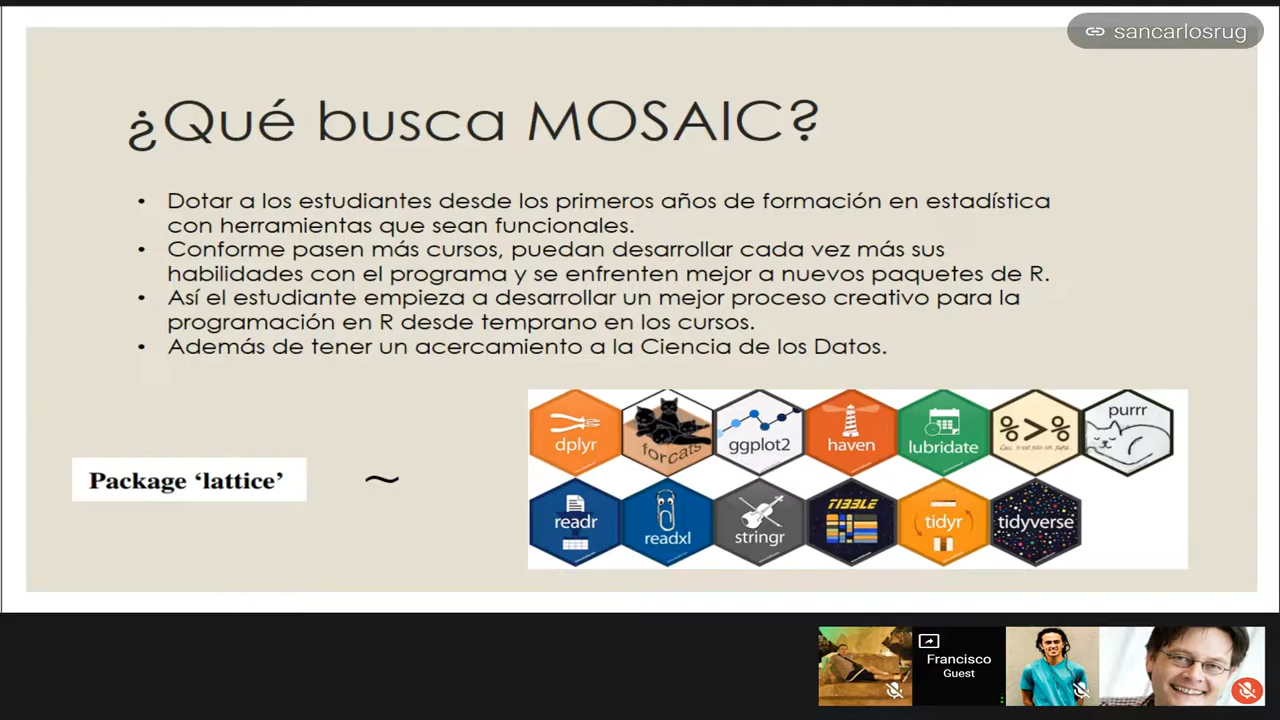 sancarlosrug
¿Qué busca MOSAIC?
• Dotar a los estudiantes desde los primeros años de formación en estadística
con herramientas que sean funcionales.
• Conforme pasen más cursos, puedan desarrollar cada vez más sus
habilidades con el programa y se enfrenten mejor a nuevos paquetes de R.
• Así el estudiante empieza a desarrollar un mejor proceso creativo para la
programación en R desde temprano en los cursos.
• Además de tener un acercamiento a la Ciencia de los Datos.
Package ‘lattice’
~
dplyr
forcats
ggplot2
haven
lubridate
%>%
purrr
readr
readxl
stringr
TIBBLE
tidyr
tidyverse
Francisco
Guest